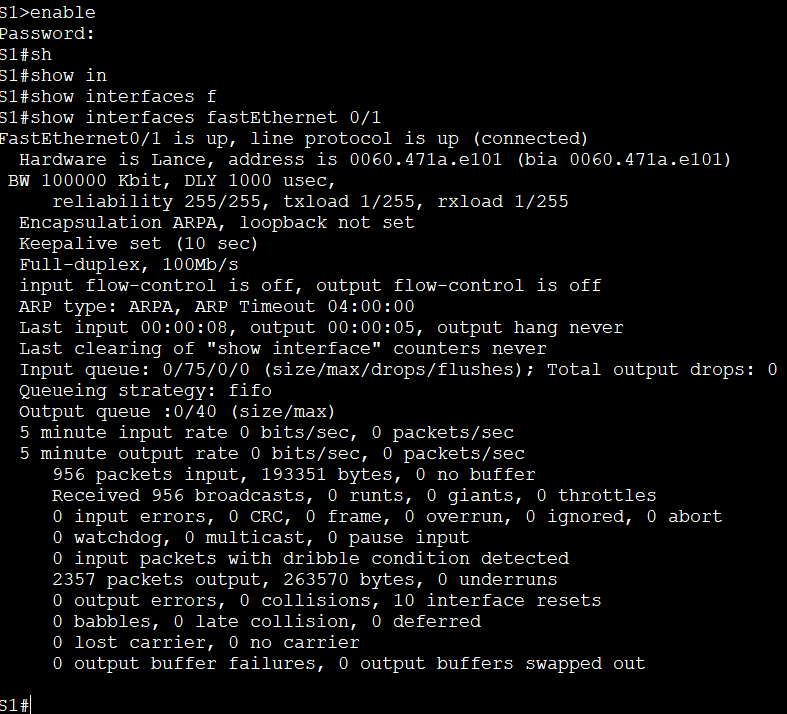 S1>enable
Password:
S1#sh
S1#show in
S1#show interfaces f
S1#show interfaces fastEthernet 0/1
FastEthernet0/1 is up, line protocol is up (connected)
Hardware is Lance, address is 0060.471a.e101 (bia 0060.471a.e101)
BW 100000 Kbit, DLY 1000 usec,
reliability 255/255, txload 1/255, rxload 1/255
Encapsulation ARPA, loopback not set
Keepalive set (10 sec)
Full-duplex, 100Mb/s
input flow-control is off, output flow-control is off
ARP type: ARPA, ARP Timeout 04:00:00
Last input 00:00:08, output 00:00:05, output hang never
Last clearing of "show interface" counters never
Input queue: 0/75/0/0 (size/max/drops/flushes); Total output drops: 0
Queueing strategy: fifo
Output queue :0/40 (size/max)
5 minute input rate 0 bits/sec, 0 packets/sec
5 minute output rate 0 bits/sec, 0 packets/sec
956 packets input, 193351 bytes, 0 no buffer
Received 956 broadcasts, 0 runts, 0 giants, 0 throttles
0 input errors, 0 CRC, 0 frame, 0 overrun, 0 ignored, 0 abort
0 watchdog, 0 multicast, 0 pause input
0 input packets with dribble condition detected
2357 packets output, 263570 bytes, 0 underruns
0 output errors, 0 collisions, 10 interface resets
0 babbles, 0 late collision, 0 deferred
0 lost carrier, 0 no carrier
0 output buffer failures, 0 output buffers swapped out
S1#